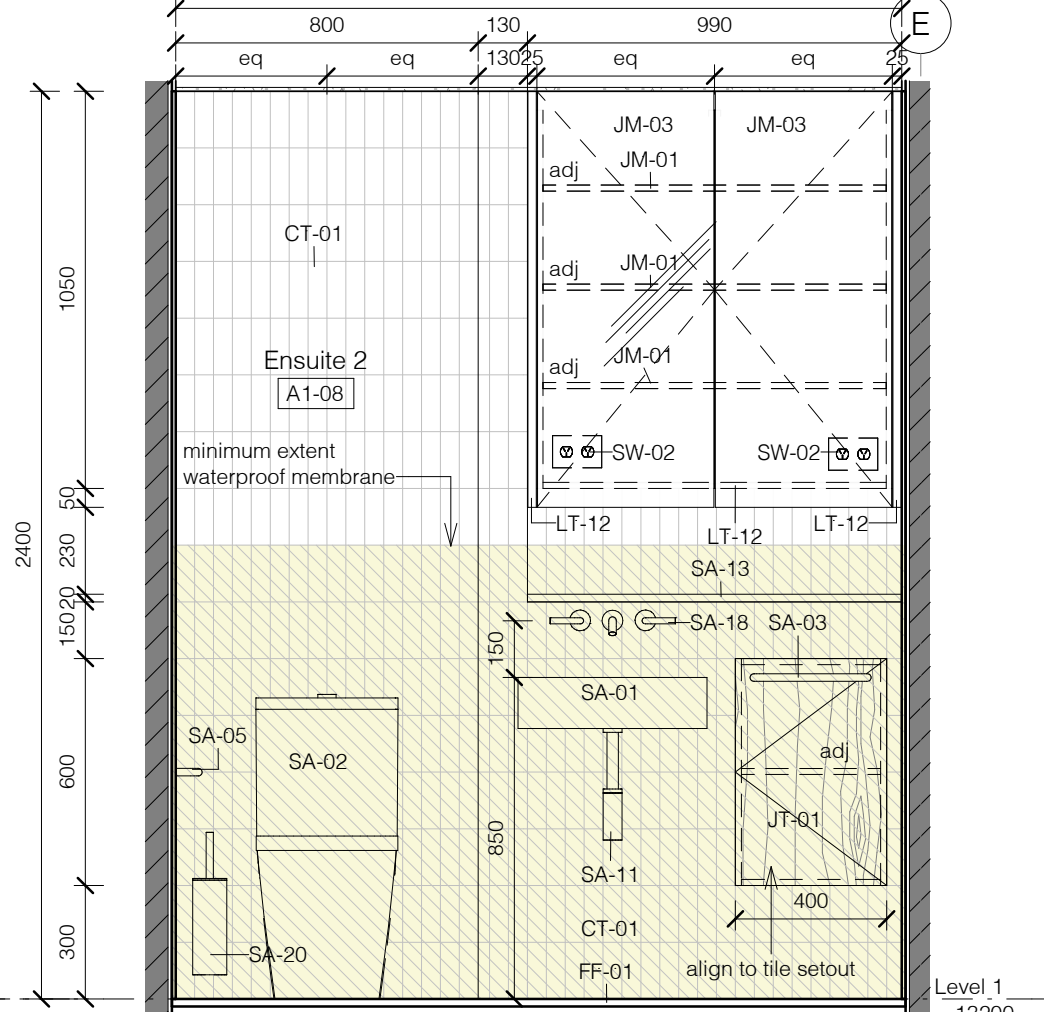 800
130
990
E
eq
eq
130
25
eq
eq
25
JM-03
JM-03
JM-01
adj
CT-01
JM-01
adj
1050
JM-01
adj
Ensuite 2
A1-08
minimum extent
waterproof membrane
SW-02
SW-02
50
LT-12
LT-12
LT-12
2400
230
SA-13
20
150
SA-18
SA-03
150
SA-01
SA-05
SA-02
adj
600
JT-01
850
SA-11
400
CT-01
300
SA-20
FF-01
align to tile setout
Level 1